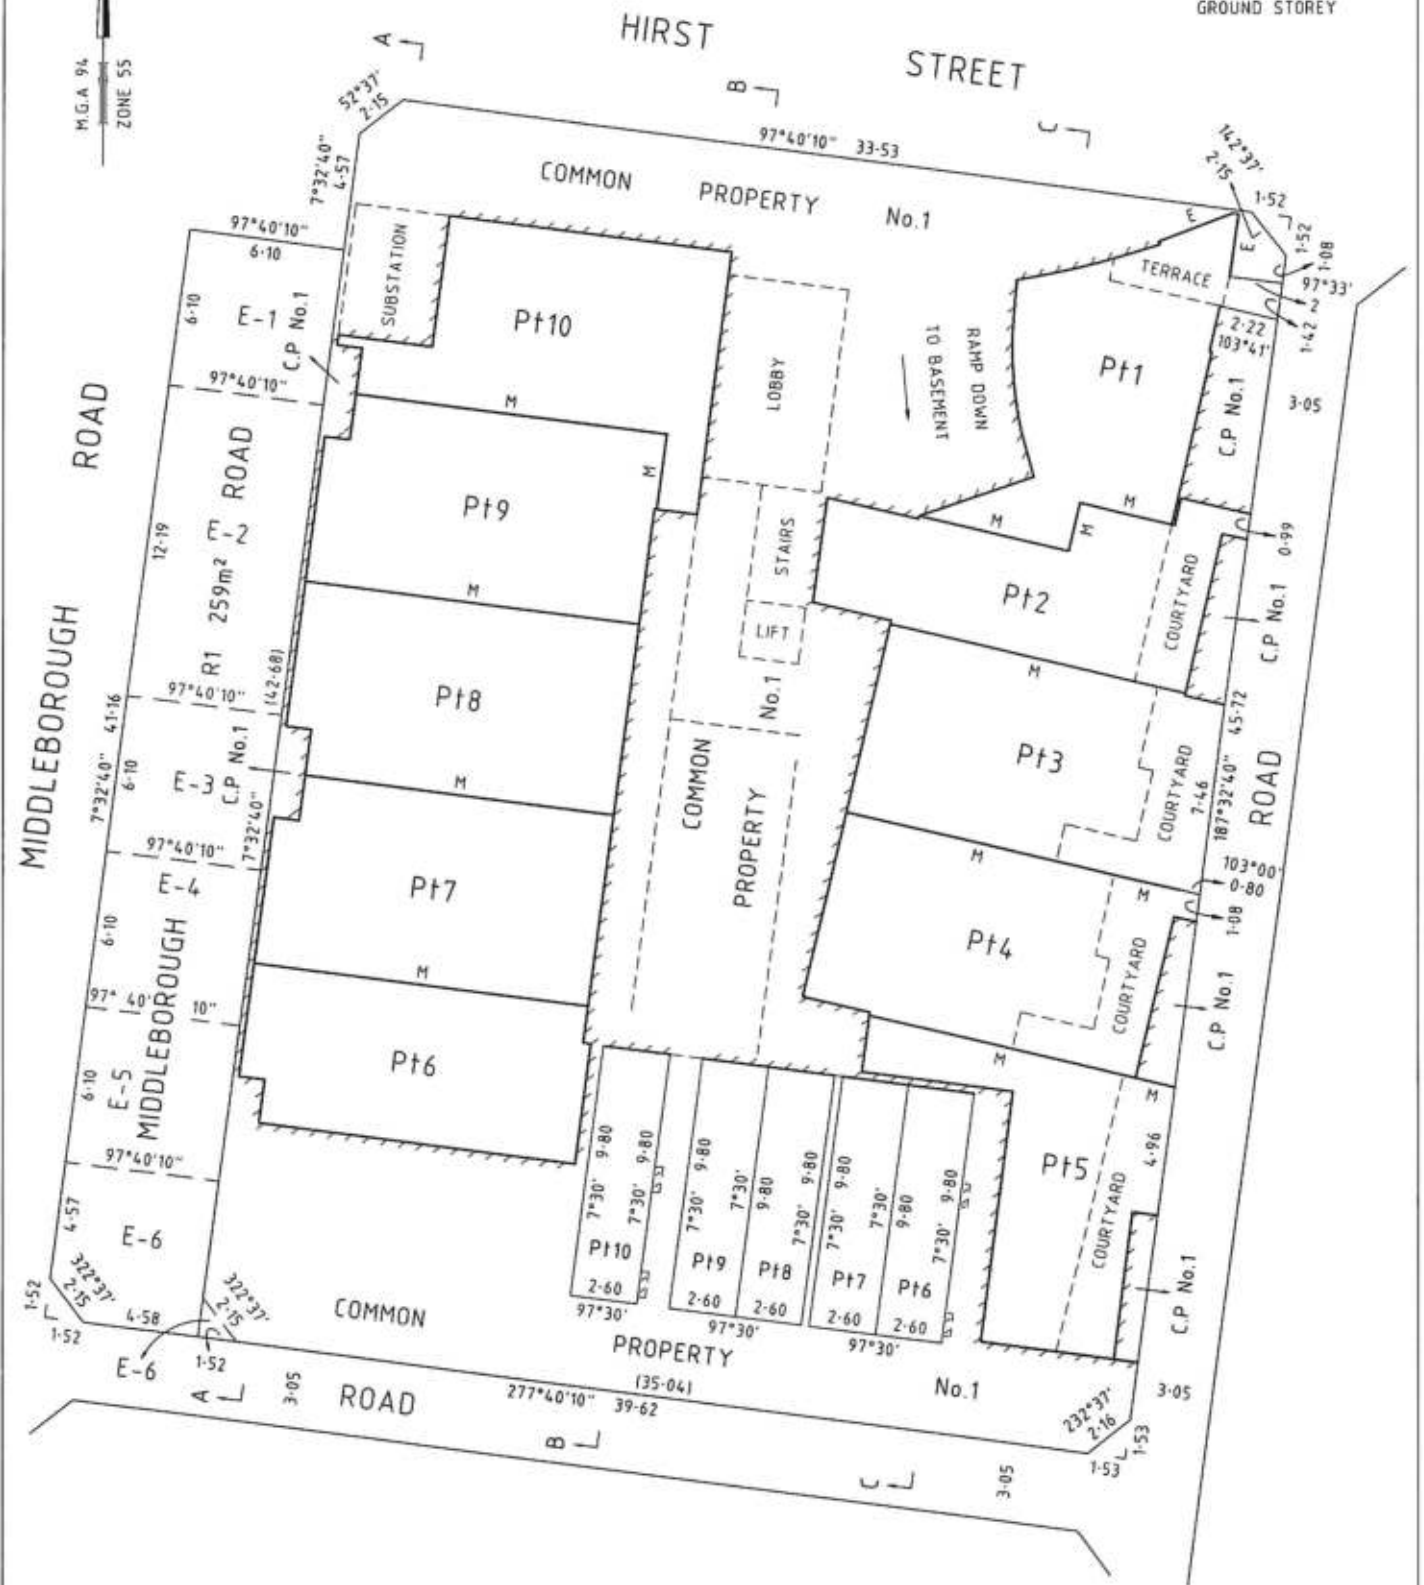 GROUND STOREY
M.G.A 94
ZONE 55
HIRST STREET
A
B
C
52°37'
2·15
7°32'40"
4·57
97°40'10" 33·53
142°37'
2·15
1·52
1·52
1·08
97°33'
2
1·42
2·22
103°41'
3·05
COMMON PROPERTY No.1
E
E
TERRACE
97°40'10"
6·10
6·10
E-1
C.P No.1
SUBSTATION
Pt10
LOBBY
RAMP DOWN
TO BASEMENT
Pt1
C.P No.1
97°40'10"
M
M
ROAD
ROAD
E-2
12·19
259m²
R1
Pt9
STAIRS
M
M
M
0·99
M
Pt2
COURTYARD
C.P No.1
LIFT
MIDDLEBOROUGH
97°40'10"
(42·68)
41·16
7°32'40"
Pt8
No.1
M
45·72
6·10
E-3
C.P No.1
7°32'40"
M
COMMON
PROPERTY
Pt3
COURTYARD
7·46
187°32'40"
ROAD
97°40'10"
E-4
6·10
MIDDLEBOROUGH
Pt7
M
M
103°00'
0·80
1·08
Pt4
COURTYARD
C.P No.1
97° 40' 10"
M
6·10
E-5
Pt6
M
M
97°40'10"
4·57
E-6
7°30' 9·80
7°30' 9·80
Pt10
2·60
97°30'
7°30' 9·80
7°30'
9·80
7°30' 9·80
Pt9
2·60
Pt8
2·60
97°30'
7°30' 9·80
7°30'
9·80
7°30' 9·80
Pt7
2·60
Pt6
2·60
97°30'
Pt5
COURTYARD
4·96
C.P No.1
322°37'
2·15
1·52
1·52
4·58
322°37'
2·15
1·52
E-6
COMMON PROPERTY No.1
A
3·05
ROAD
(35·04)
277°40'10" 39·62
B
C
3·05
232°37'
2·16
1·53
1·53
3·05